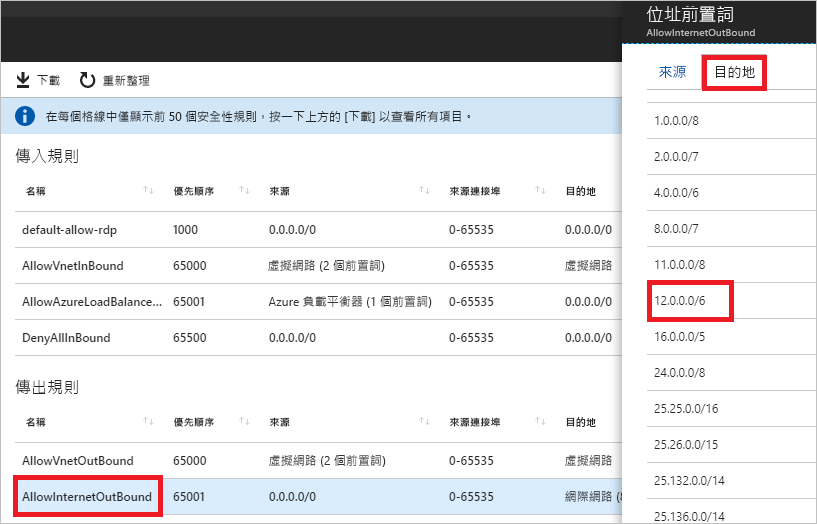 位址前置詞
AllowInternetOutBound
下載 重新整理
來源 目的地
在每個格線中僅顯示前 50 個安全性規則，按一下上方的 [下載] 以查看所有項目。
傳入規則
名稱 優先順序 來源 來源連接埠 目的地
default-allow-rdp 1000 0.0.0.0/0 0-65535 0.0.0.0/0
AllowVnetInBound 65000 虛擬網路 (2 個前置詞) 0-65535 虛擬網路
AllowAzureLoadBalance... 65001 Azure 負載平衡器 (1 個前置詞) 0-65535 0.0.0.0/0
DenyAllInBound 65500 0.0.0.0/0 0-65535 0.0.0.0/0
傳出規則
名稱 優先順序 來源 來源連接埠 目的地
AllowVnetOutBound 65000 虛擬網路 (2 個前置詞) 0-65535 虛擬網路
AllowInternetOutBound 65001 0.0.0.0/0 0-65535 網際網路
1.0.0.0/8
2.0.0.0/7
4.0.0.0/6
8.0.0.0/7
11.0.0.0/8
12.0.0.0/6
16.0.0.0/5
24.0.0.0/8
25.25.0.0/16
25.26.0.0/15
25.132.0.0/14
25.136.0.0/14